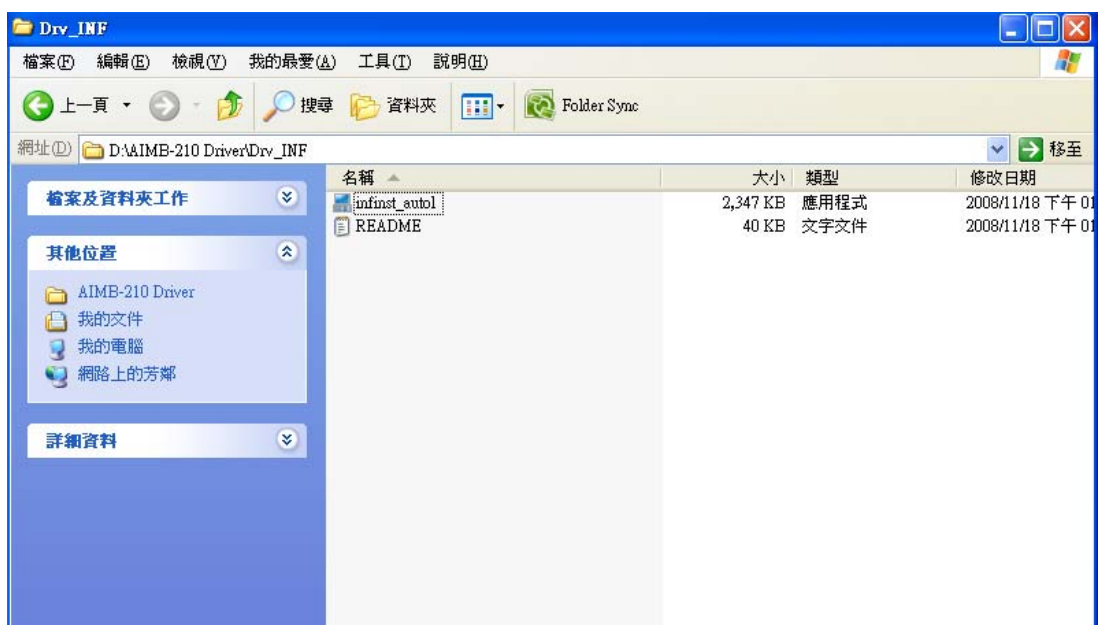 Drv_INF
檔案(F) 編輯(E) 檢視(V) 我的最愛(A) 工具(T) 說明(H)
上一頁 搜尋 資料夾 Folder Sync
網址(D) D:\AIMB-210 Driver\Drv_INF 移至
檔案及資料夾工作
其他位置
AIMB-210 Driver
我的文件
我的電腦
網路上的芳鄰
詳細資料
名稱 大小 類型 修改日期
infinst_autol 2,347 KB 應用程式 2008/11/18 下午 01
README 40 KB 文字文件 2008/11/18 下午 01